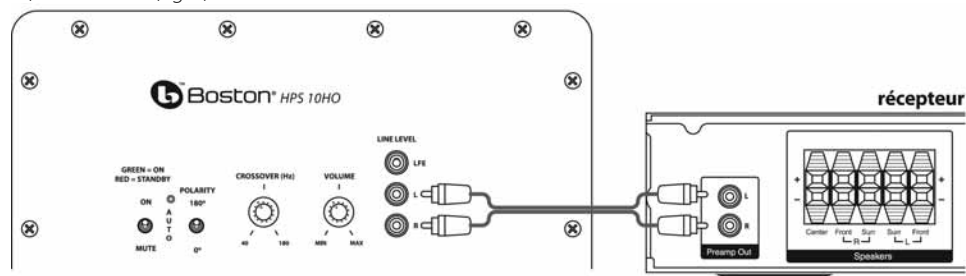 Boston® HPS 10HO
récepteur
LINE LEVEL
LFE
L
R
GREEN = ON
RED = STANDBY
ON
AUTO
MUTE
POLARITY
180°
0°
CROSSOVER (Hz)
40 180
VOLUME
MIN MAX
L
R
Preamp Out
+ +
– –
Center Front Surr Surr Front
R L
Speakers